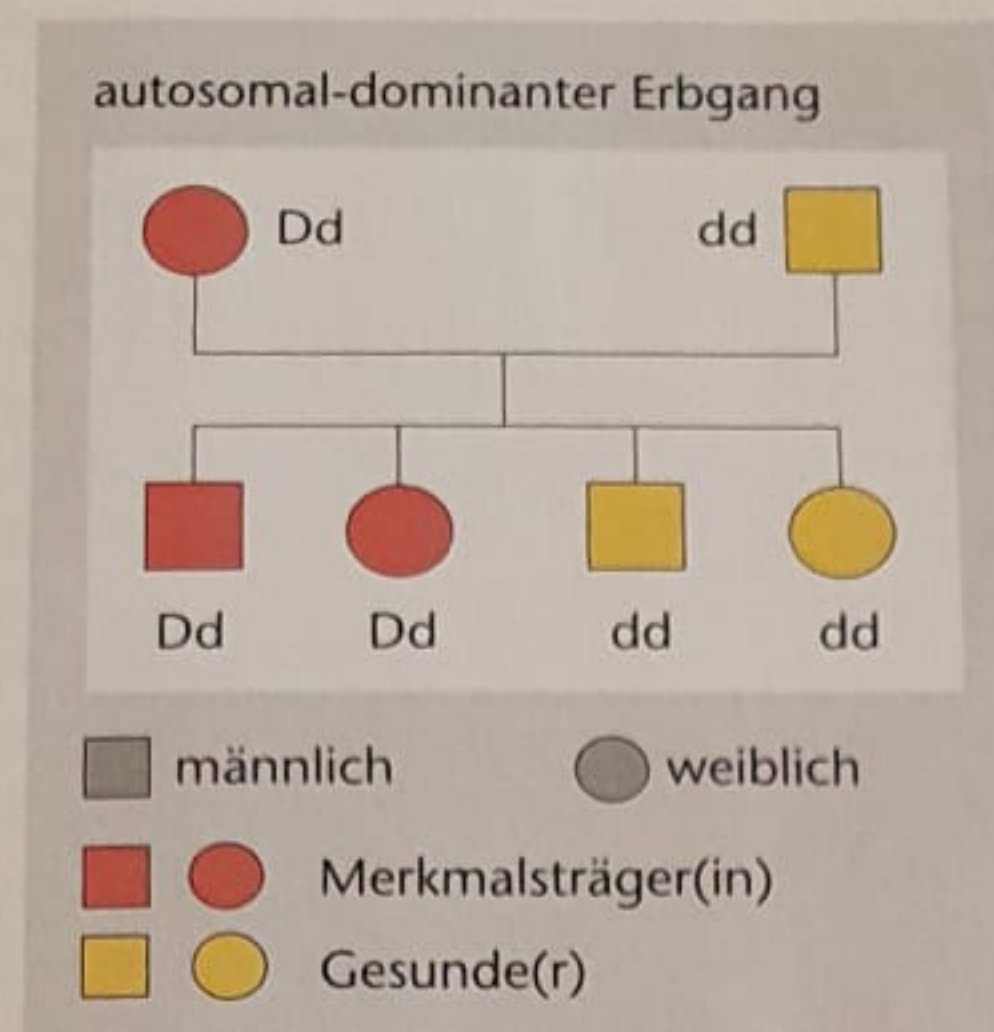 autosomal-dominanter Erbgang
Dd dd
Dd Dd dd dd
männlich weiblich
Merkmalsträger(in)
Gesunde(r)